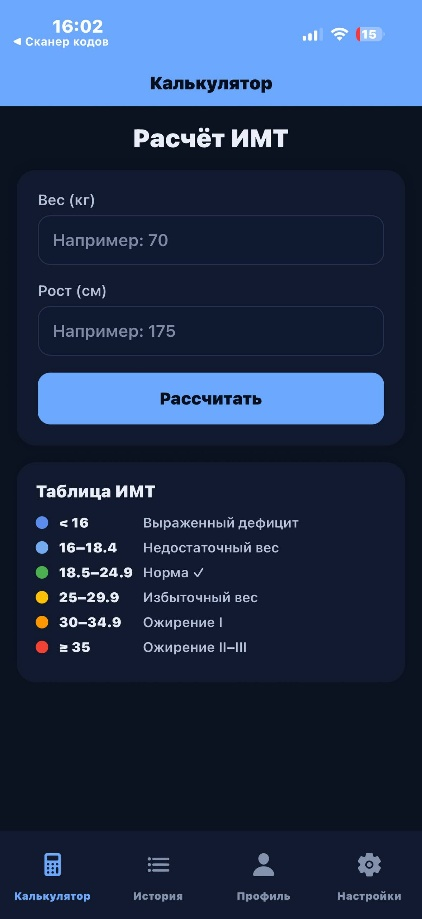 16:02
◀ Сканер кодов
15
Калькулятор
Расчёт ИМТ
Вес (кг)
Например: 70
Рост (см)
Например: 175
Рассчитать
Таблица ИМТ
< 16 Выраженный дефицит
16–18.4 Недостаточный вес
18.5–24.9 Норма ✓
25–29.9 Избыточный вес
30–34.9 Ожирение I
≥ 35 Ожирение II–III
Калькулятор История Профиль Настройки